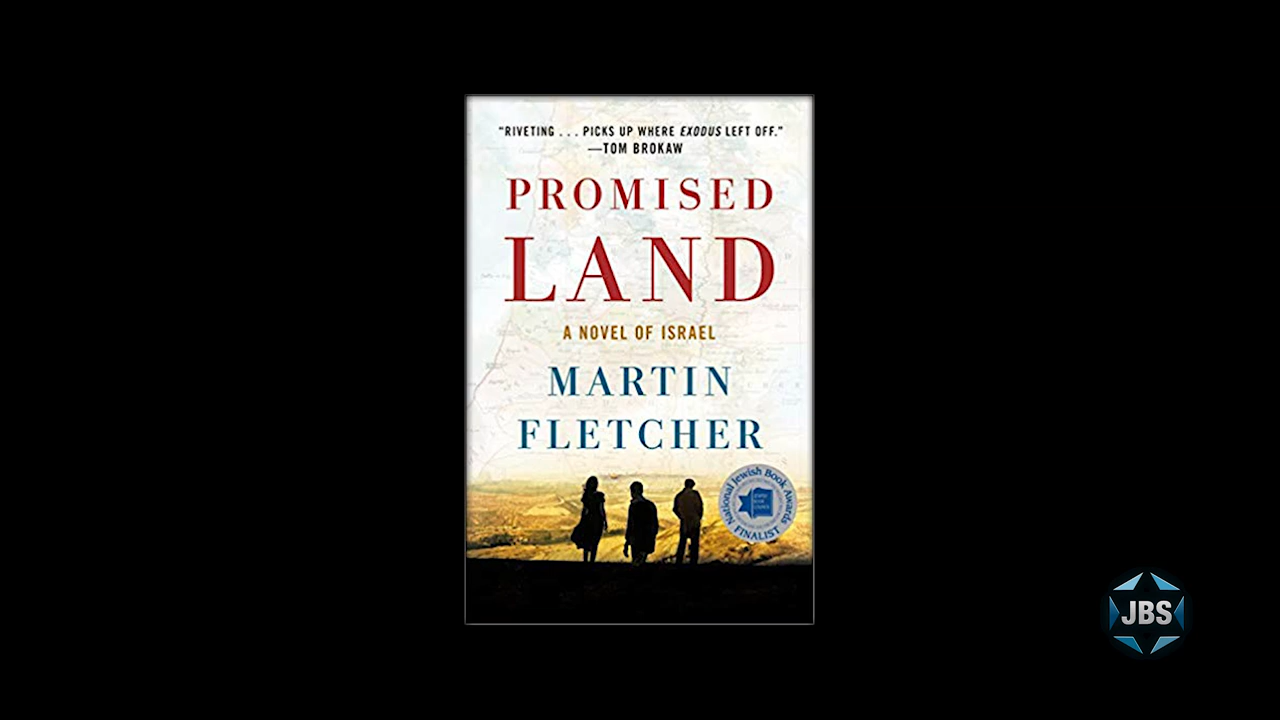 "RIVETING . . . PICKS UP WHERE EXODUS LEFT OFF."
—TOM BROKAW
PROMISED
LAND
A NOVEL OF ISRAEL
MARTIN
FLETCHER
National Jewish Book Awards
FINALIST
JBS